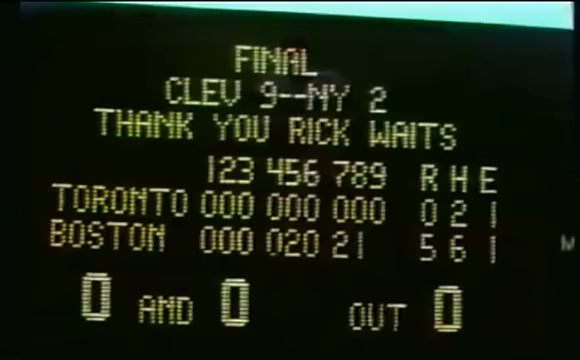 FINAL
CLEV 9--NY 2
THANK YOU RICK WAITS
123 456 789 R H E
TORONTO 000 000 000 0 2 1
BOSTON 000 020 21 5 6 1
0 AND 0 OUT 0